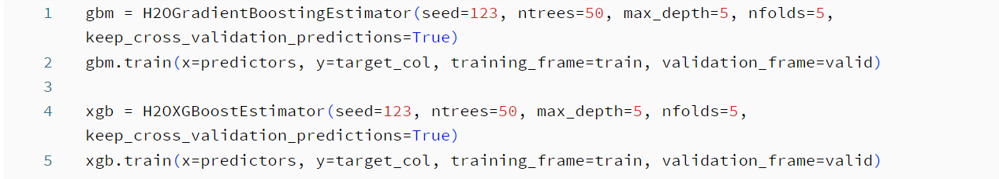 1 gbm = H2OGradientBoostingEstimator(seed=123, ntrees=50, max_depth=5, nfolds=5,
keep_cross_validation_predictions=True)
2 gbm.train(x=predictors, y=target_col, training_frame=train, validation_frame=valid)
3
4 xgb = H2OXGBoostEstimator(seed=123, ntrees=50, max_depth=5, nfolds=5,
keep_cross_validation_predictions=True)
5 xgb.train(x=predictors, y=target_col, training_frame=train, validation_frame=valid)